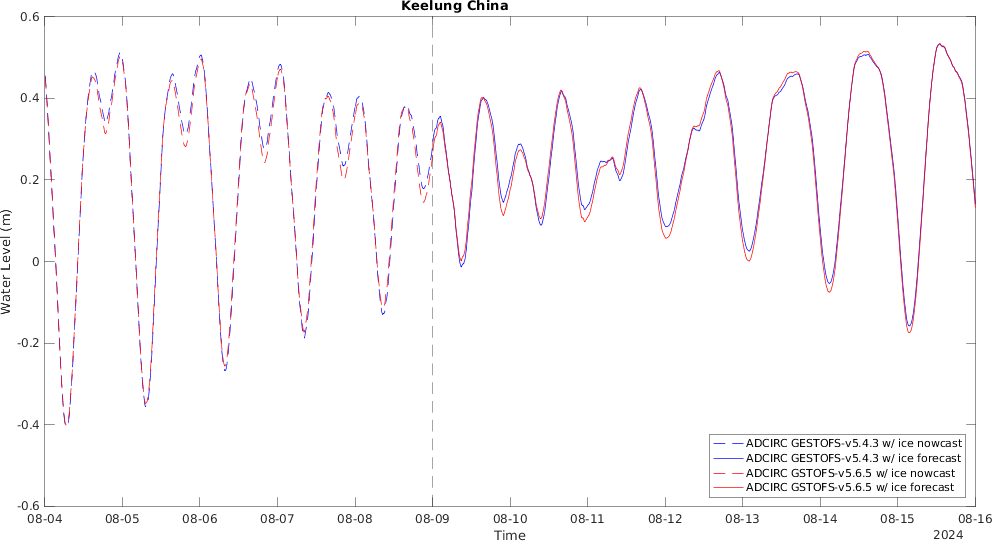 Keelung China
0.6
0.4
0.2
0
-0.2
-0.4
-0.6
Water Level (m)
08-04 08-05 08-06 08-07 08-08 08-09 08-10 08-11 08-12 08-13 08-14 08-15 08-16
Time
2024
ADCIRC GESTOFS-v5.4.3 w/ ice nowcast
ADCIRC GESTOFS-v5.4.3 w/ ice forecast
ADCIRC GSTOFS-v5.6.5 w/ ice nowcast
ADCIRC GSTOFS-v5.6.5 w/ ice forecast